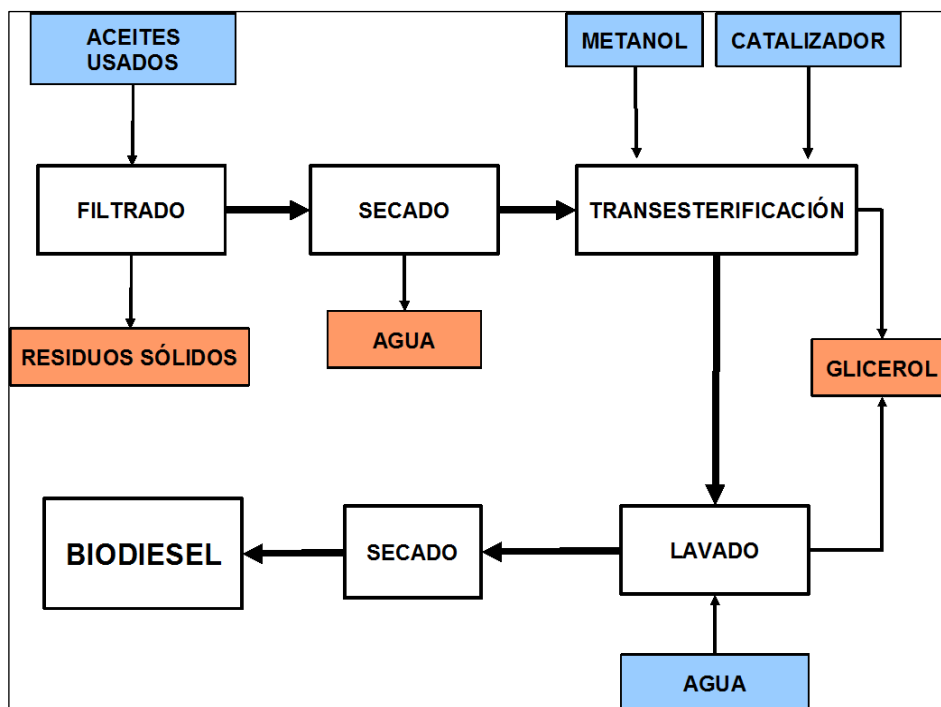 ACEITES
USADOS
METANOL
CATALIZADOR
FILTRADO
SECADO
TRANSESTERIFICACIÓN
RESIDUOS SÓLIDOS
AGUA
GLICEROL
BIODIESEL
SECADO
LAVADO
AGUA